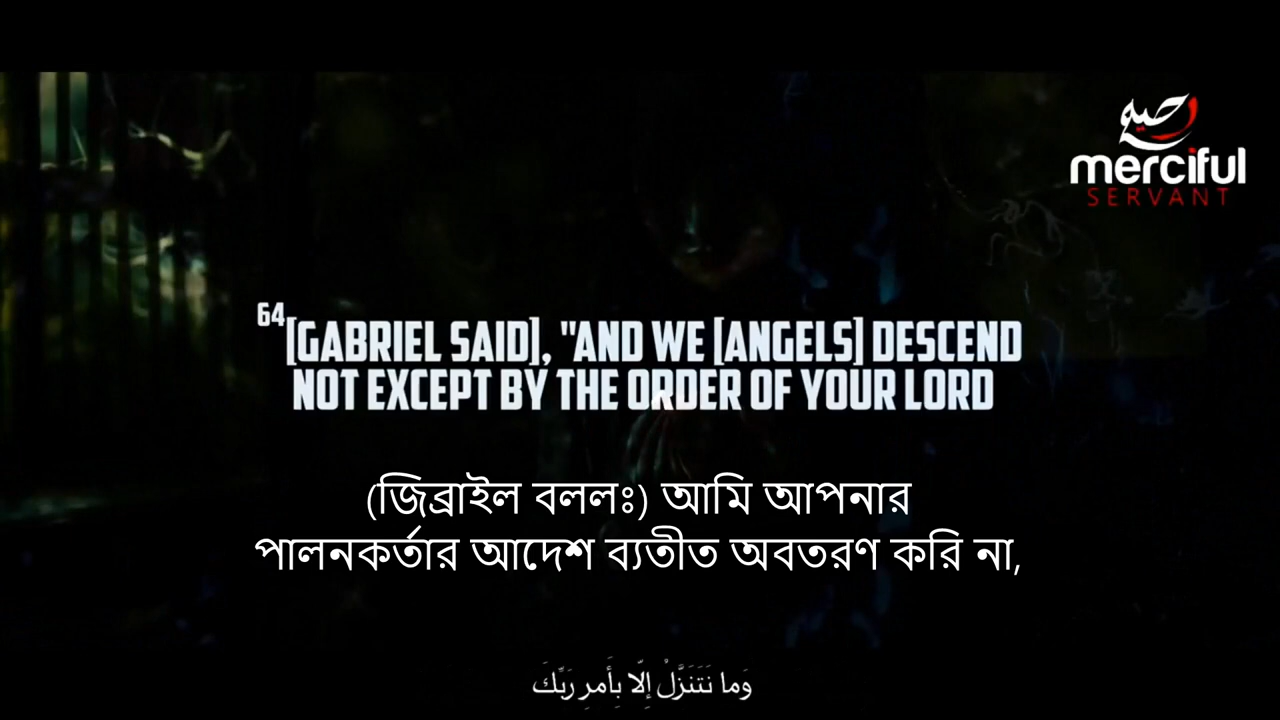 merciful
SERVANT
64[GABRIEL SAID], "AND WE [ANGELS] DESCEND
NOT EXCEPT BY THE ORDER OF YOUR LORD
(জিব্রাইল বললঃ) আমি আপনার
পালনকর্তার আদেশ ব্যতীত অবতরণ করি না,
وَما نَتَنَزَّلُ إِلّا بِأَمرِ رَبِّكَ